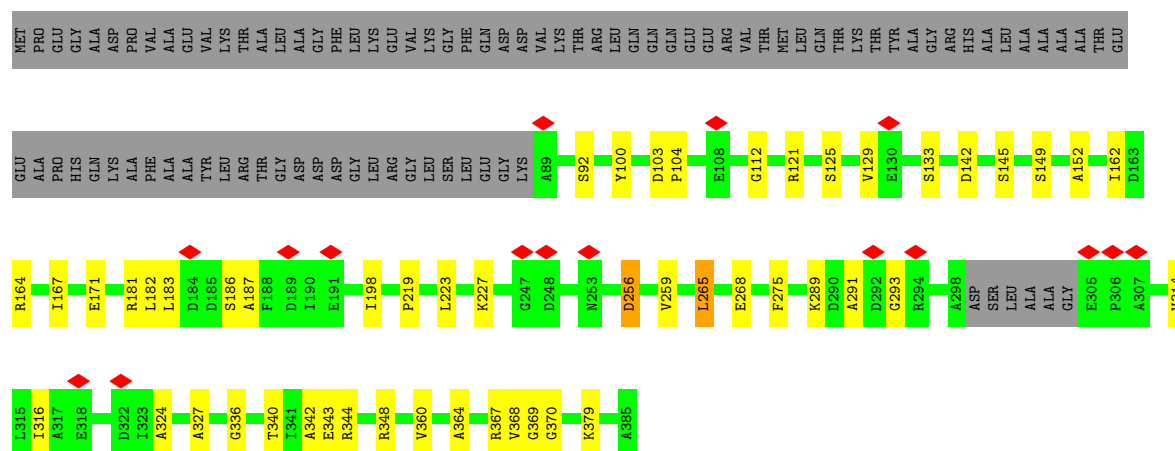 MET PRO GLU GLY ALA ASP PRO VAL ALA GLU VAL LYS THR ALA LEU ALA GLY PHE LEU LYS GLU VAL LYS GLY PHE GLN ASP ASP VAL LYS THR ARG LEU GLN GLN GLN GLU GLU ARG VAL THR MET LEU GLN THR LYS THR TYR ALA GLY ARG HIS ALA LEU ALA ALA ALA ALA THR GLU
GLU ALA PRO HIS GLN LYS ALA PHE ALA ALA TYR LEU ARG THR GLY ASP ASP ASP GLY LEU ARG GLY LEU SER LEU GLU GLY LYS A89 S92 Y100 D103 P104 E108 G112 R121 S125 V129 E130 S133 D142 S145 S149 A152 I162 D163
R164 I167 E171 R181 L182 L183 D184 D185 S186 A187 F188 D189 I190 E191 I198 P219 L223 K227 G247 D248 N253 D256 V259 L265 E268 F275 K289 D290 A291 D292 G293 R294 A298 ASP SER LEU ALA ALA GLY E305 P306 A307
L315 I316 A317 E318 D322 I323 A324 A327 G336 T340 I341 A342 E343 R344 R348 V360 A364 R367 V368 G369 G370 K379 A385